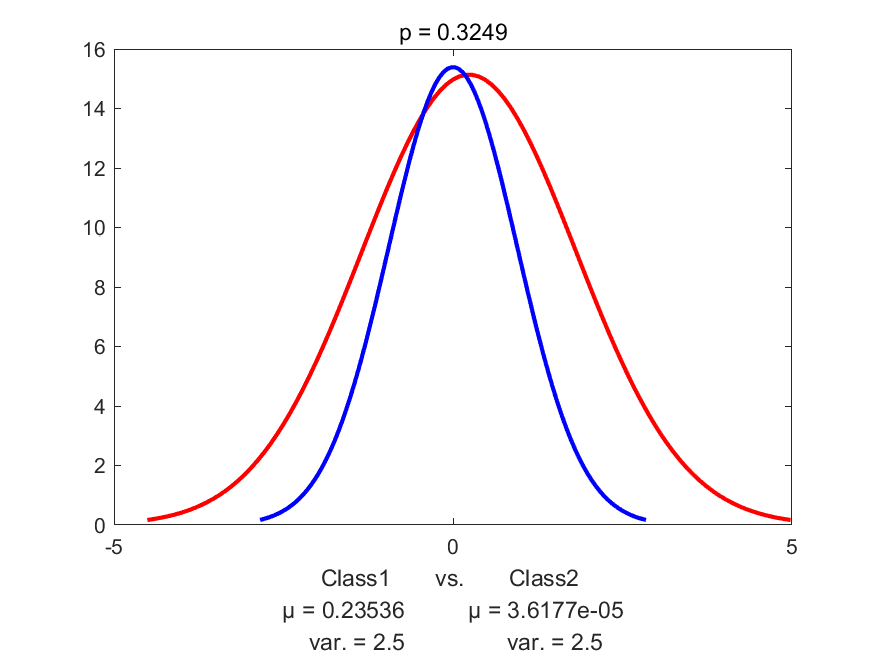 p = 0.3249
16
14
12
10
8
6
4
2
0
-5 0 5
Class1 vs. Class2
μ = 0.23536 μ = 3.6177e-05
var. = 2.5 var. = 2.5